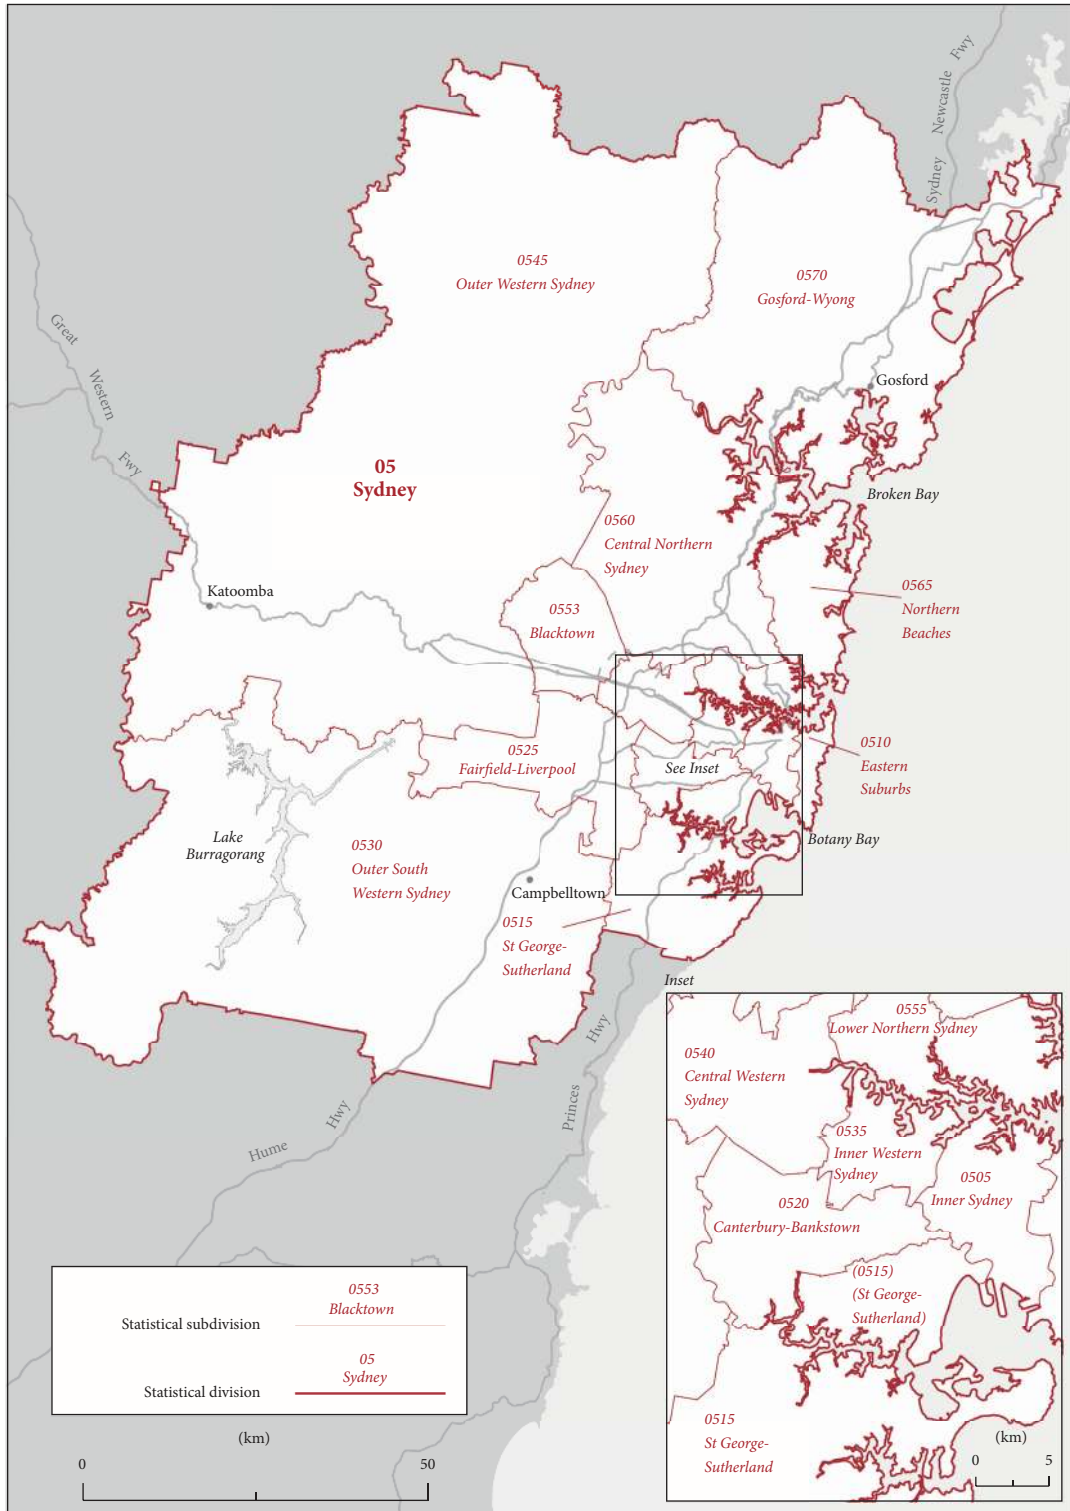 Sydney Newcastle Fwy
0545
Outer Western Sydney
0570
Gosford-Wyong
Great Western Fwy
Gosford
05
Sydney
Broken Bay
0560
Central Northern
Sydney
0565
Northern
Beaches
Katoomba
0553
Blacktown
0510
Eastern
Suburbs
0525
Fairfield-Liverpool
See Inset
Lake
Burragorang
Botany Bay
0530
Outer South
Western Sydney
Campbelltown
0515
St George-
Sutherland
Inset
0555
Lower Northern Sydney
0540
Central Western
Sydney
0535
Inner Western
Sydney
0505
Inner Sydney
0520
Canterbury-Bankstown
(0515)
(St George-
Sutherland)
0515
St George-
Sutherland
(km)
0 5
Princes Hwy
Hume Hwy
0553
Blacktown
Statistical subdivision
05
Sydney
Statistical division
(km)
0 50